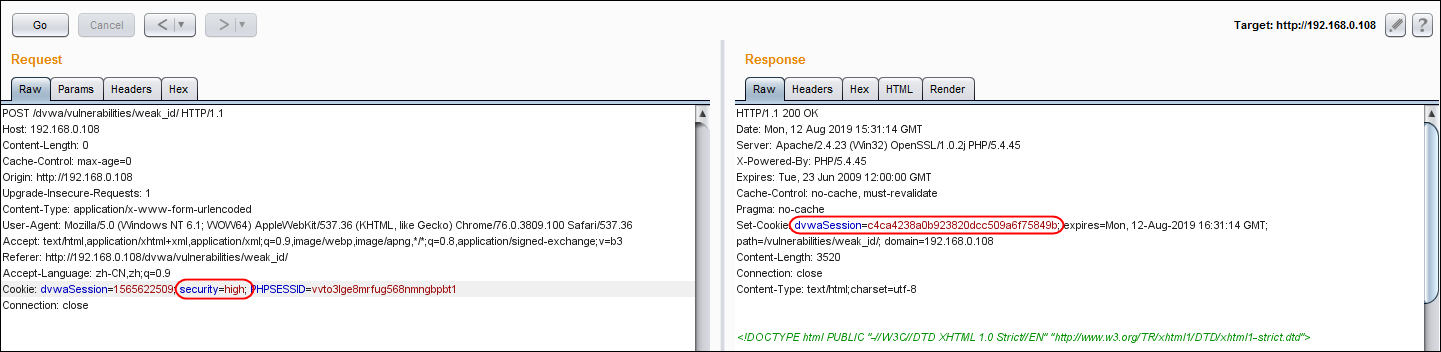 Go
Cancel
<
>
Target: http://192.168.0.108
?
Request
Raw
Params
Headers
Hex
POST /dvwa/vulnerabilities/weak_id/ HTTP/1.1
Host: 192.168.0.108
Content-Length: 0
Cache-Control: max-age=0
Origin: http://192.168.0.108
Upgrade-Insecure-Requests: 1
Content-Type: application/x-www-form-urlencoded
User-Agent: Mozilla/5.0 (Windows NT 6.1; WOW64) AppleWebKit/537.36 (KHTML, like Gecko) Chrome/76.0.3809.100 Safari/537.36
Accept: text/html,application/xhtml+xml,application/xml;q=0.9,image/webp,image/apng,*/*;q=0.8,application/signed-exchange;v=b3
Referer: http://192.168.0.108/dvwa/vulnerabilities/weak_id/
Accept-Language: zh-CN,zh;q=0.9
Cookie: dvwaSession=1565622509; security=high; PHPSESSID=vvto3lge8mrfug568nmngbpbt1
Connection: close
Response
Raw
Headers
Hex
HTML
Render
HTTP/1.1 200 OK
Date: Mon, 12 Aug 2019 15:31:14 GMT
Server: Apache/2.4.23 (Win32) OpenSSL/1.0.2j PHP/5.4.45
X-Powered-By: PHP/5.4.45
Expires: Tue, 23 Jun 2009 12:00:00 GMT
Cache-Control: no-cache, must-revalidate
Pragma: no-cache
Set-Cookie: dvwaSession=c4ca4238a0b923820dcc509a6f75849b; expires=Mon, 12-Aug-2019 16:31:14 GMT;
path=/vulnerabilities/weak_id/; domain=192.168.0.108
Content-Length: 3520
Connection: close
Content-Type: text/html;charset=utf-8
<!DOCTYPE html PUBLIC "-//W3C//DTD XHTML 1.0 Strict//EN" "http://www.w3.org/TR/xhtml1/DTD/xhtml1-strict.dtd">